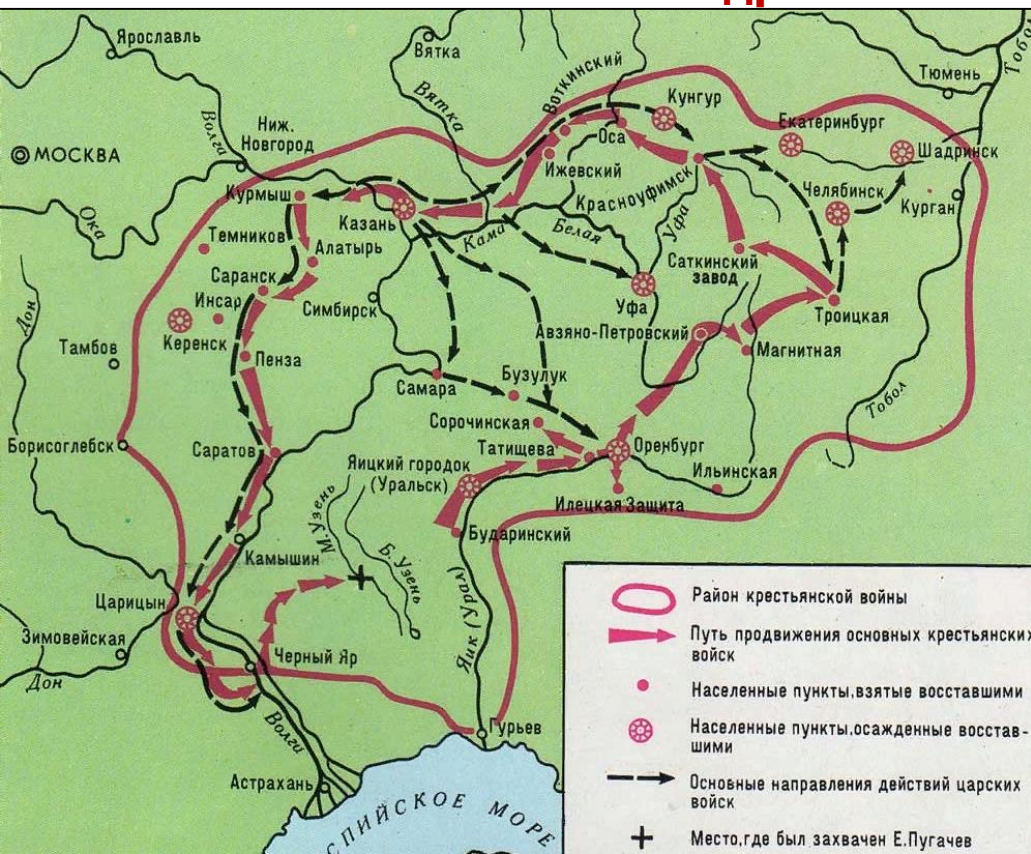 Ярославль
Вятка
Воткинский
Тюмень
Тобол
Вятка
Кунгур
Волга
Ниж.
Новгород
Оса
Екатеринбург
МОСКВА
Ижевский
Шадринск
Курмыш
Красноуфимск
Челябинск
Казань
Курган
Ока
Темников
Кама
Белая
Уфа
Алатырь
Саткинский
завод
Саранск
Инсар
Симбирск
Дон
Уфа
Троицкая
Керенск
Авзяно-Петровский
Тамбов
Пенза
Магнитная
Самара
Бузулук
Тобол
Сорочинская
Борисоглебск
Саратов
Татищева
Оренбург
Яицкий городок
(Уральск)
Ильинская
Илецкая Защита
М.Узень
Бударинский
Камышин
Б. Узень
Царицын
Яик (Урал)
Зимовейская
Черный Яр
Дон
Волга
Гурьев
Астрахань
СПИЙСКОЕ МОРЕ
Район крестьянской войны
Путь продвижения основных крестьянских
войск
Населенные пункты, взятые восставшими
Населенные пункты, осажденные восстав-
шими
Основные направления действий царских
войск
Место, где был захвачен Е.Пугачев